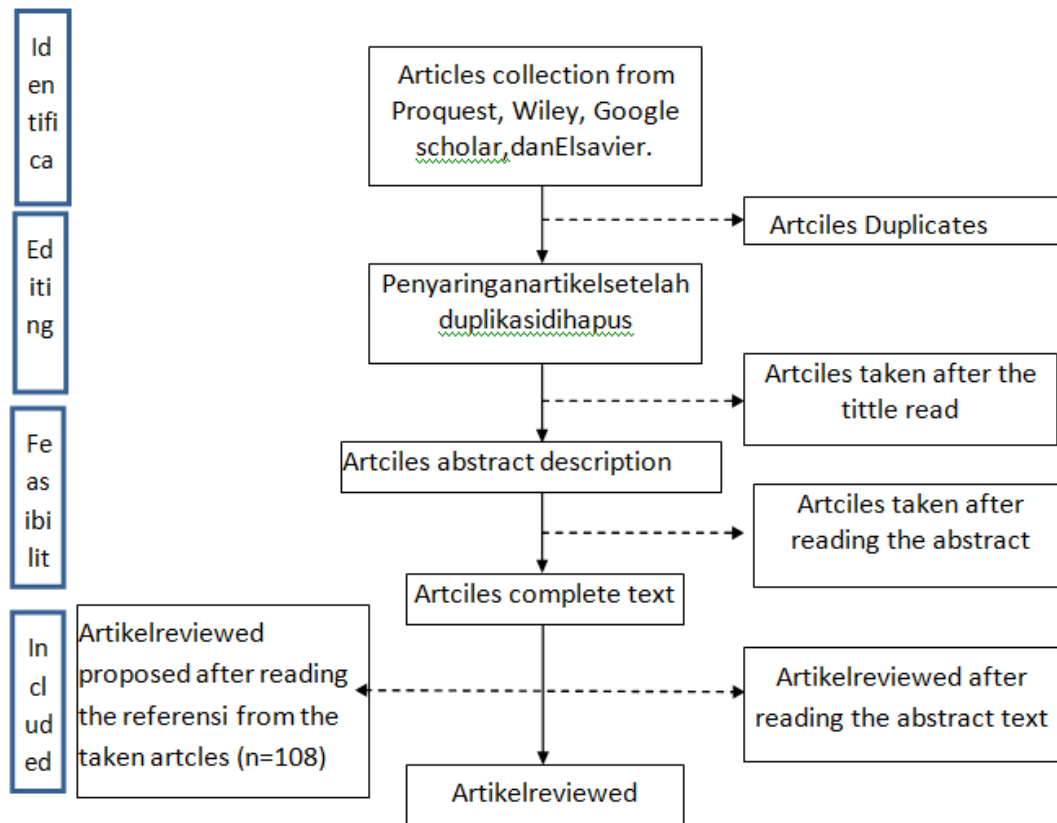 Id
en
tifi
ca
Articles collection from
Proquest, Wiley, Google
scholar,danElsavier.
Artciles Duplicates
Ed
iti
ng
Penyaringanartikelsetelah
duplikasidihapus
Artciles taken after the
tittle read
Fe
as
ibi
lit
Artciles abstract description
Artciles taken after
reading the abstract
Artciles complete text
In
cl
ud
ed
Artikelreviewed
proposed after reading
the referensi from the
taken artcles (n=108)
Artikelreviewed after
reading the abstract text
Artikelreviewed